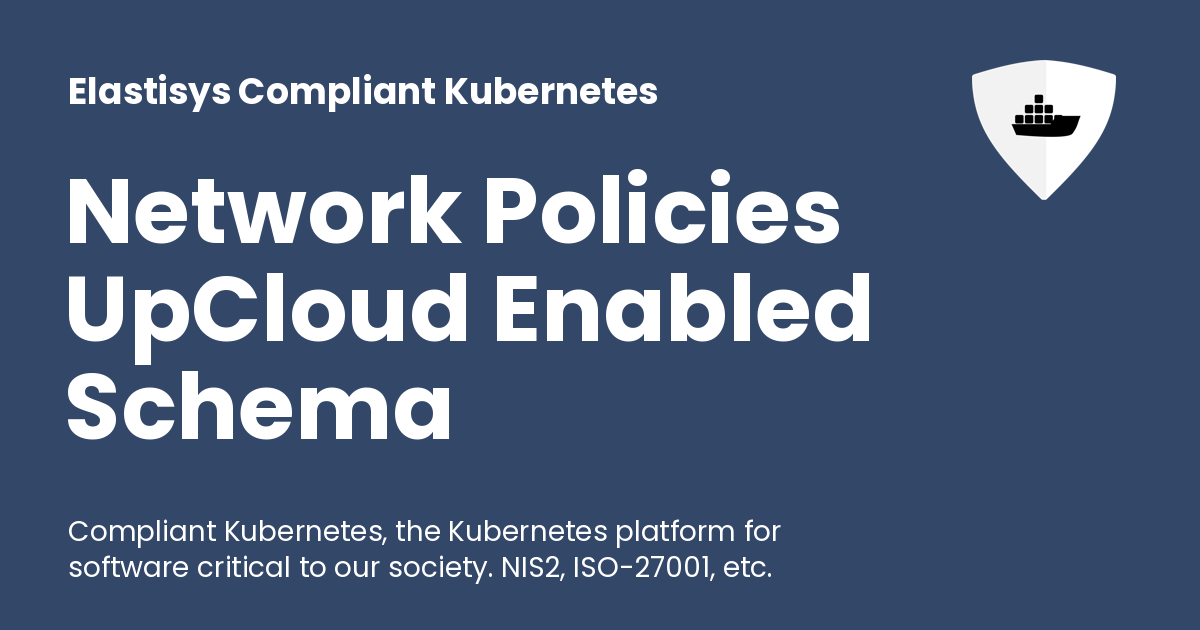 Elastisys Compliant Kubernetes
Network Policies
UpCloud Enabled
Schema
Compliant Kubernetes, the Kubernetes platform for
software critical to our society. NIS2, ISO-27001, etc.